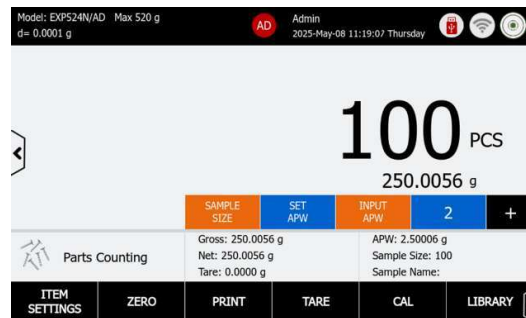 Model: EXP524N/AD Max 520 g
d= 0.0001 g
AD
Admin
2025-May-08 11:19:07 Thursday
100 PCS
250.0056 g
SAMPLE
SIZE
SET
APW
INPUT
APW
2
+
Parts Counting
Gross: 250.0056 g
Net: 250.0056 g
Tare: 0.0000 g
APW: 2.50006 g
Sample Size: 100
Sample Name:
ITEM
SETTINGS
ZERO
PRINT
TARE
CAL
LIBRARY